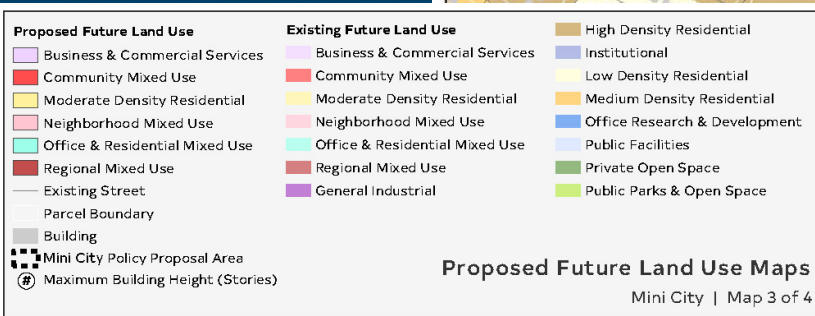 Proposed Future Land Use
Business & Commercial Services
Community Mixed Use
Moderate Density Residential
Neighborhood Mixed Use
Office & Residential Mixed Use
Regional Mixed Use
Existing Street
Parcel Boundary
Building
Mini City Policy Proposal Area
# Maximum Building Height (Stories)
Existing Future Land Use
Business & Commercial Services
Community Mixed Use
Moderate Density Residential
Neighborhood Mixed Use
Office & Residential Mixed Use
Regional Mixed Use
General Industrial
High Density Residential
Institutional
Low Density Residential
Medium Density Residential
Office Research & Development
Public Facilities
Private Open Space
Public Parks & Open Space
Proposed Future Land Use Maps
Mini City | Map 3 of 4